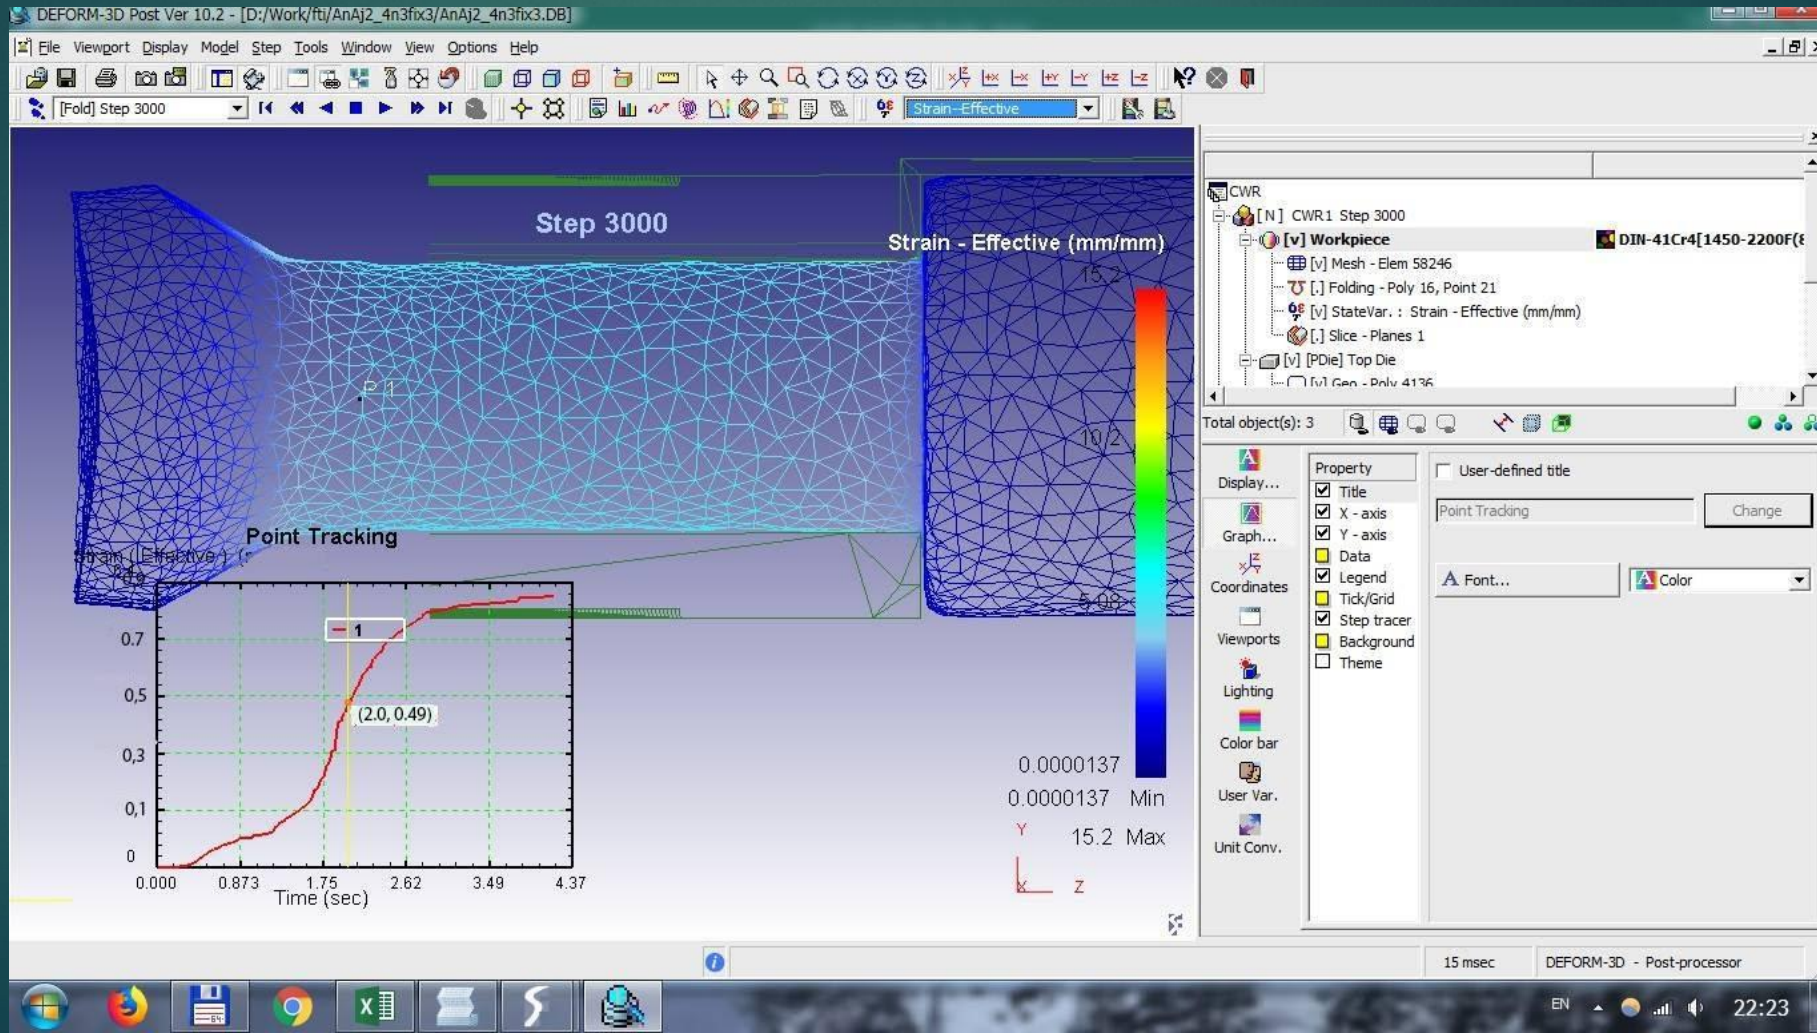 DEFORM-3D Post Ver 10.2 - [D:/Work/fti/AnAj2_4n3fix3/AnAj2_4n3fix3.DB]
File Viewport Display Model Step Tools Window View Options Help
[Fold] Step 3000
Strain--Effective
Step 3000
Strain - Effective (mm/mm)
15.2
10.2
5.08
0.0000137
0.0000137 Min
15.2 Max
P 1
Y
X Z
Point Tracking
Strain ( Effective )
0.7
0,5
0,3
0,1
0
1
(2.0, 0.49)
0.000 0.873 1.75 2.62 3.49 4.37
Time (sec)
CWR
[N] CWR1 Step 3000
[v] Workpiece DIN-41Cr4[1450-2200F(8
[v] Mesh - Elem 58246
[.] Folding - Poly 16, Point 21
[v] StateVar. : Strain - Effective (mm/mm)
[.] Slice - Planes 1
[v] [PDie] Top Die
[v] Geo - Poly 4136
Total object(s): 3
Display...
Graph...
Coordinates
Viewports
Lighting
Color bar
User Var.
Unit Conv.
Property
Title
X - axis
Y - axis
Data
Legend
Tick/Grid
Step tracer
Background
Theme
User-defined title
Point Tracking
Change
A Font...
Color
15 msec
DEFORM-3D - Post-processor
EN
22:23